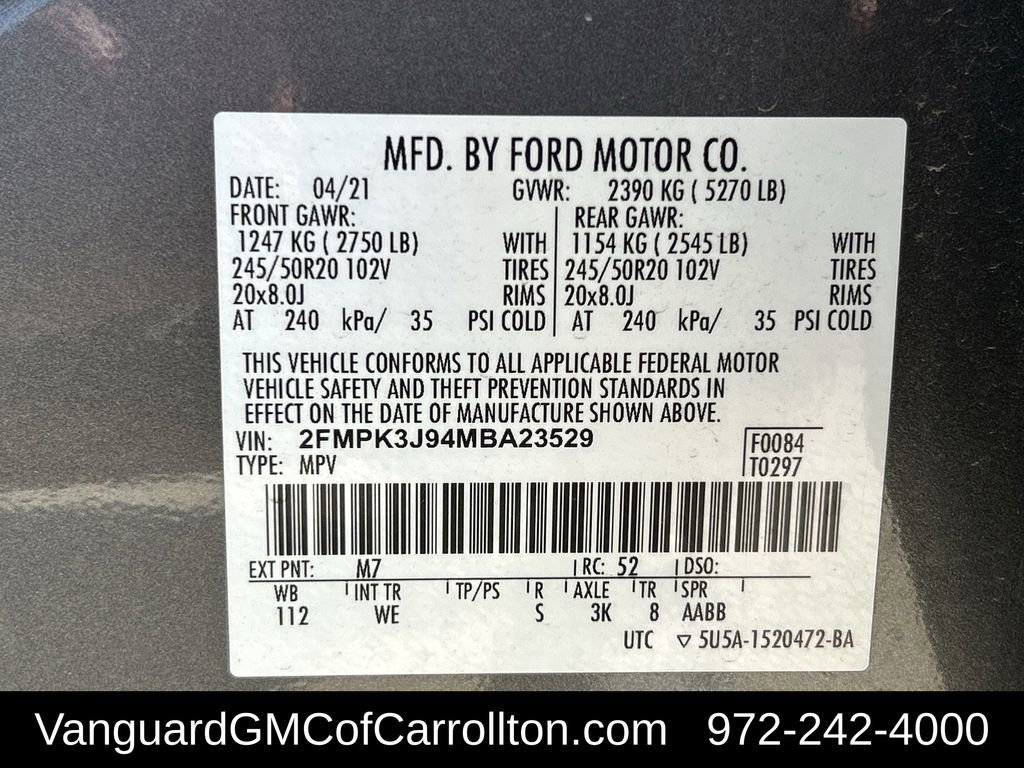 MFD. BY FORD MOTOR CO.
DATE: 04/21 GVWR: 2390 KG ( 5270 LB)
FRONT GAWR: REAR GAWR:
1247 KG ( 2750 LB) WITH 1154 KG ( 2545 LB) WITH
245/50R20 102V TIRES 245/50R20 102V TIRES
20x8.0J RIMS 20x8.0J RIMS
AT 240 kPa/ 35 PSI COLD AT 240 kPa/ 35 PSI COLD
THIS VEHICLE CONFORMS TO ALL APPLICABLE FEDERAL MOTOR
VEHICLE SAFETY AND THEFT PREVENTION STANDARDS IN
EFFECT ON THE DATE OF MANUFACTURE SHOWN ABOVE.
VIN: 2FMPK3J94MBA23529 F0084
TYPE: MPV T0297
EXT PNT: M7 RC: 52 DSO:
WB INT TR TP/PS R AXLE TR SPR
112 WE S 3K 8 AABB
UTC ▽ 5U5A-1520472-BA
VanguardGMCofCarrollton.com 972-242-4000